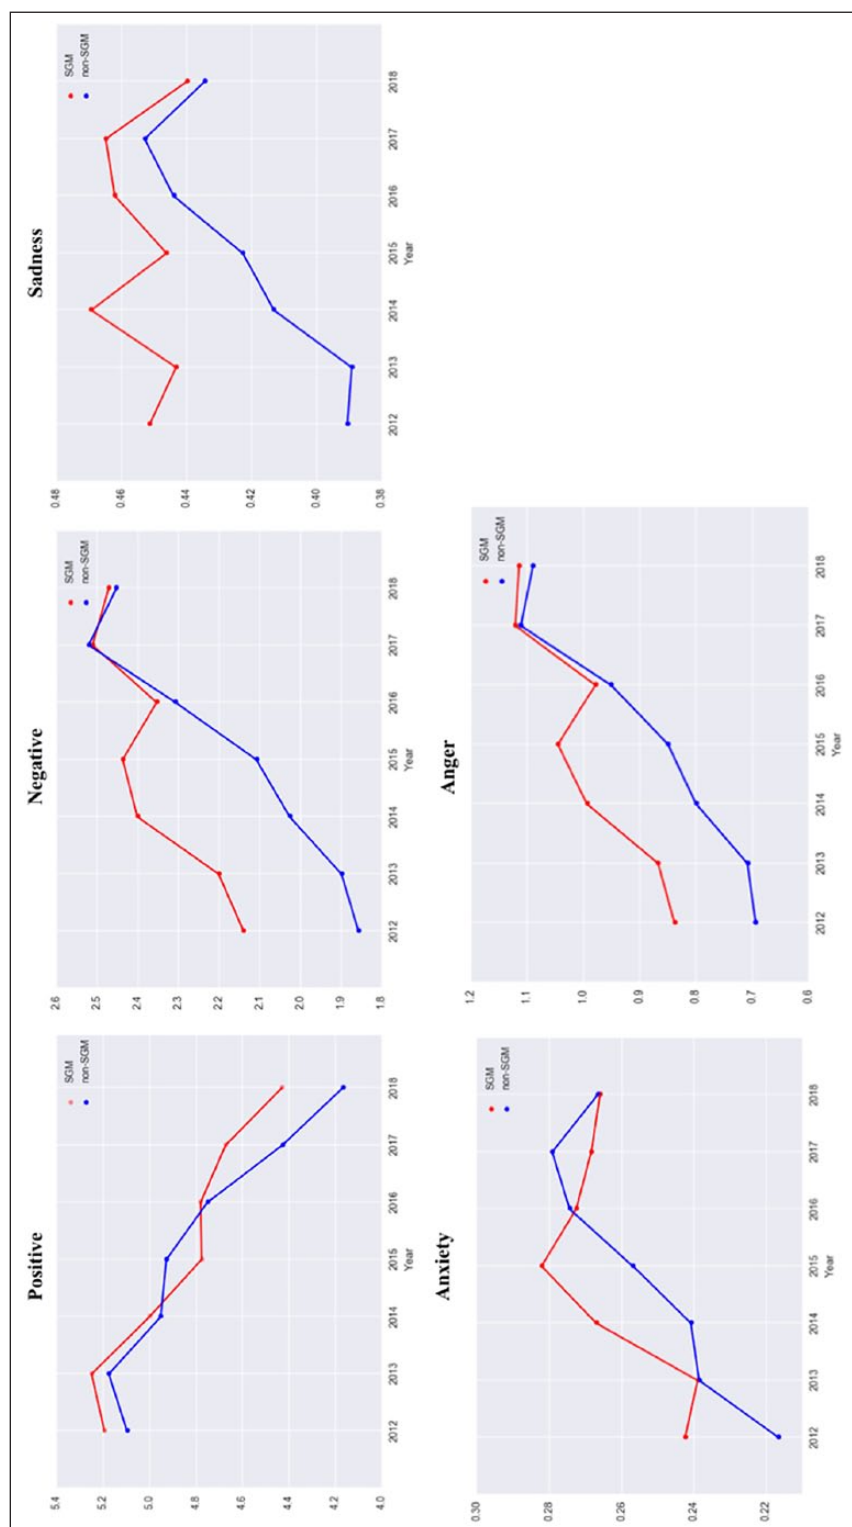 Positive
SGM
non-SGM
5.4
5.2
5.0
4.8
4.6
4.4
4.2
4.0
2012 2013 2014 2015 2016 2017 2018
Year
Negative
SGM
non-SGM
2.6
2.5
2.4
2.3
2.2
2.1
2.0
1.9
1.8
2012 2013 2014 2015 2016 2017 2018
Year
Sadness
SGM
non-SGM
0.48
0.46
0.44
0.42
0.40
0.38
2012 2013 2014 2015 2016 2017 2018
Year
Anxiety
SGM
non-SGM
0.30
0.28
0.26
0.24
0.22
2012 2013 2014 2015 2016 2017 2018
Year
Anger
SGM
non-SGM
1.2
1.1
1.0
0.9
0.8
0.7
0.6
2012 2013 2014 2015 2016 2017 2018
Year